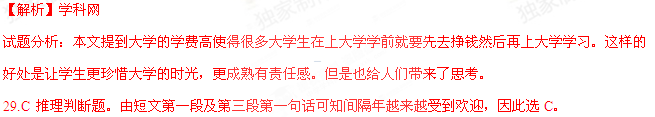 【解析】学科网
试题分析：本文提到大学的学费高使得很多大学生在上大学学前就要先去挣钱然后再上大学学习。这样的
好处是让学生更珍惜大学的时光，更成熟有责任感。但是也给人们带来了思考。
29.C 推理判断题。由短文第一段及第三段第一句话可知间隔年越来越受到欢迎，因此选 C。